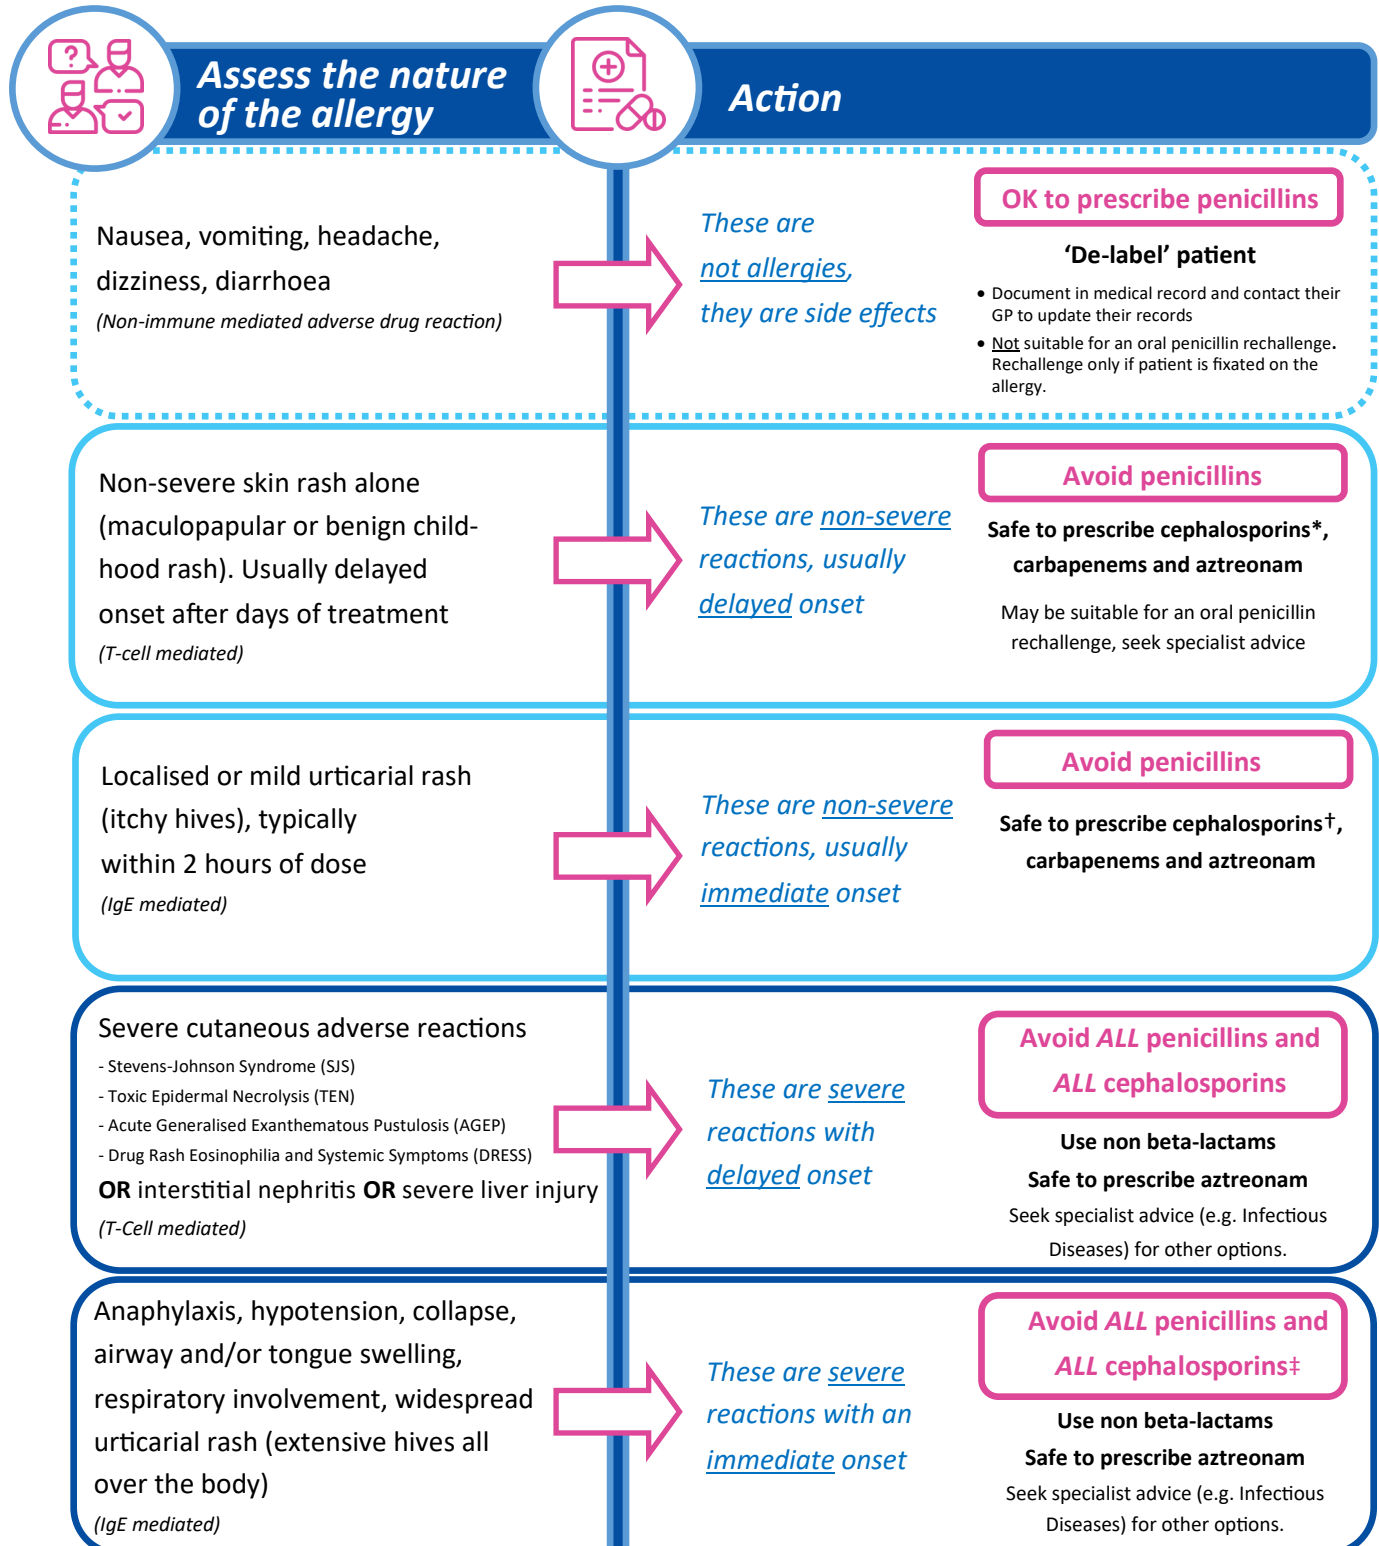 Assess the nature
of the allergy
Action
Nausea, vomiting, headache,
dizziness, diarrhoea
(Non-immune mediated adverse drug reaction)
These are
not allergies,
they are side effects
OK to prescribe penicillins
‘De-label’ patient
• Document in medical record and contact their
GP to update their records
• Not suitable for an oral penicillin rechallenge.
Rechallenge only if patient is fixated on the
allergy.
Non-severe skin rash alone
(maculopapular or benign child-
hood rash). Usually delayed
onset after days of treatment
(T-cell mediated)
These are non-severe
reactions, usually
delayed onset
Avoid penicillins
Safe to prescribe cephalosporins*,
carbapenems and aztreonam
May be suitable for an oral penicillin
rechallenge, seek specialist advice
Localised or mild urticarial rash
(itchy hives), typically
within 2 hours of dose
(IgE mediated)
These are non-severe
reactions, usually
immediate onset
Avoid penicillins
Safe to prescribe cephalosporins†,
carbapenems and aztreonam
Severe cutaneous adverse reactions
- Stevens-Johnson Syndrome (SJS)
- Toxic Epidermal Necrolysis (TEN)
- Acute Generalised Exanthematous Pustulosis (AGEP)
- Drug Rash Eosinophilia and Systemic Symptoms (DRESS)
OR interstitial nephritis OR severe liver injury
(T-Cell mediated)
These are severe
reactions with
delayed onset
Avoid ALL penicillins and
ALL cephalosporins
Use non beta-lactams
Safe to prescribe aztreonam
Seek specialist advice (e.g. Infectious
Diseases) for other options.
Anaphylaxis, hypotension, collapse,
airway and/or tongue swelling,
respiratory involvement, widespread
urticarial rash (extensive hives all
over the body)
(IgE mediated)
These are severe
reactions with an
immediate onset
Avoid ALL penicillins and
ALL cephalosporins‡
Use non beta-lactams
Safe to prescribe aztreonam
Seek specialist advice (e.g. Infectious
Diseases) for other options.